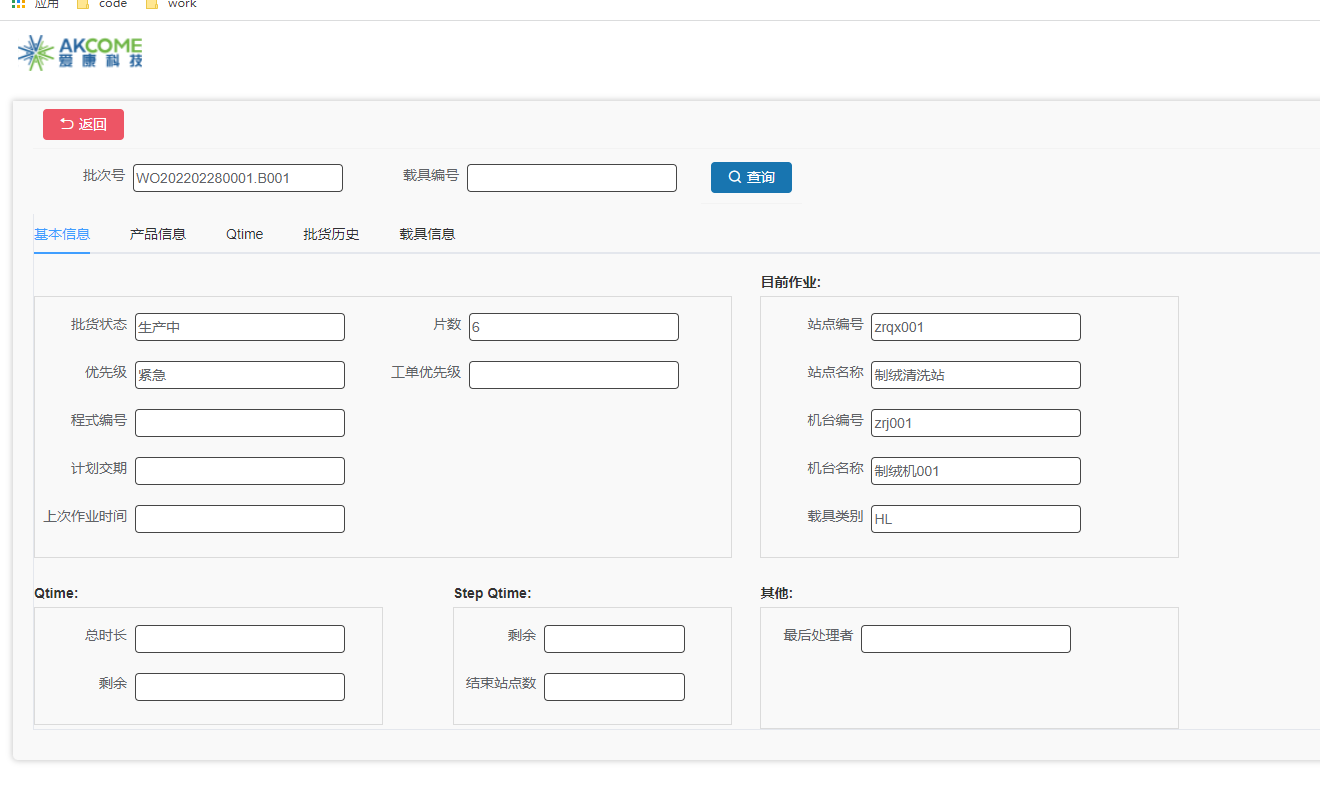 应用 code work
AKCOME
爱康科技
返回
批次号 WO202202280001.B001 载具编号 查询
基本信息 产品信息 Qtime 批货历史 载具信息
目前作业:
批货状态 生产中 片数 6 站点编号 zrqx001
优先级 紧急 工单优先级 站点名称 制绒清洗站
程式编号 机台编号 zrj001
计划交期 机台名称 制绒机001
上次作业时间 载具类别 HL
Qtime: Step Qtime: 其他:
总时长 剩余 最后处理者
剩余 结束站点数